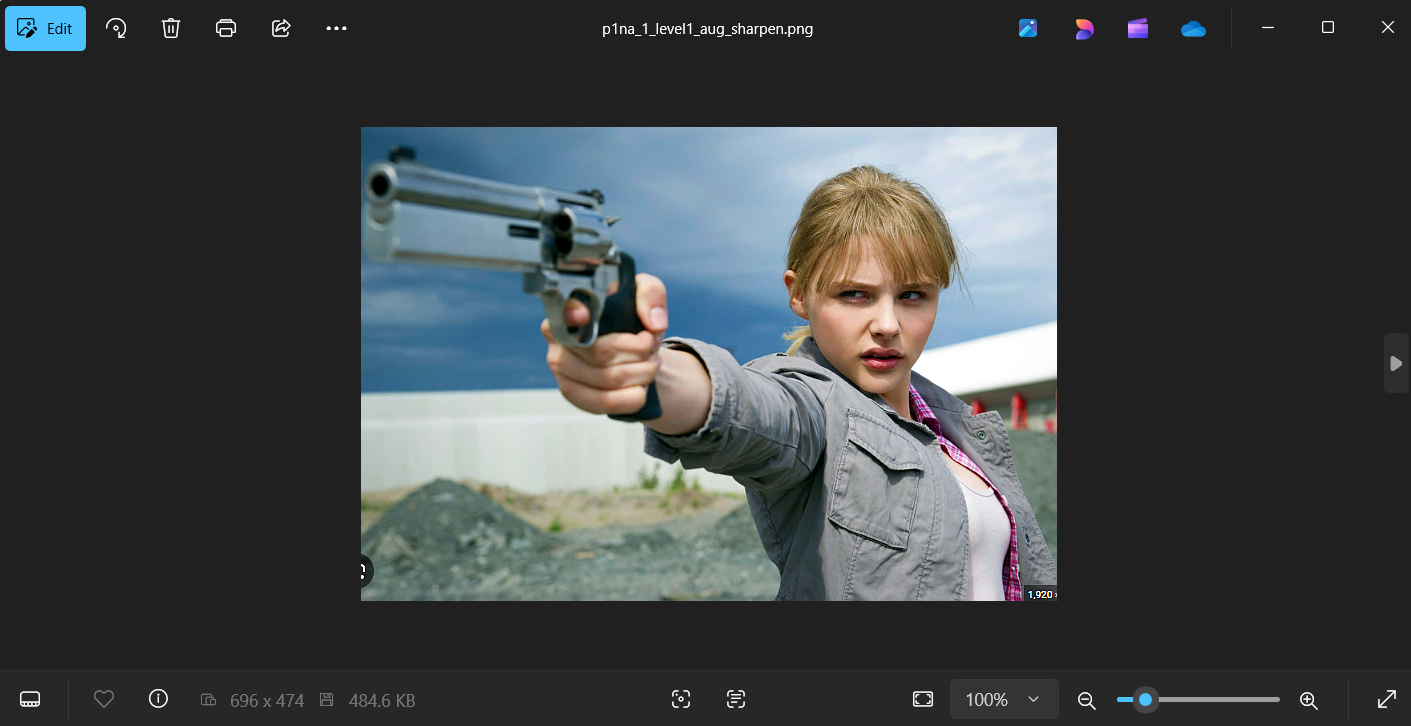 Edit
p1na_1_level1_aug_sharpen.png
1,920
696 x 474
484.6 KB
100%